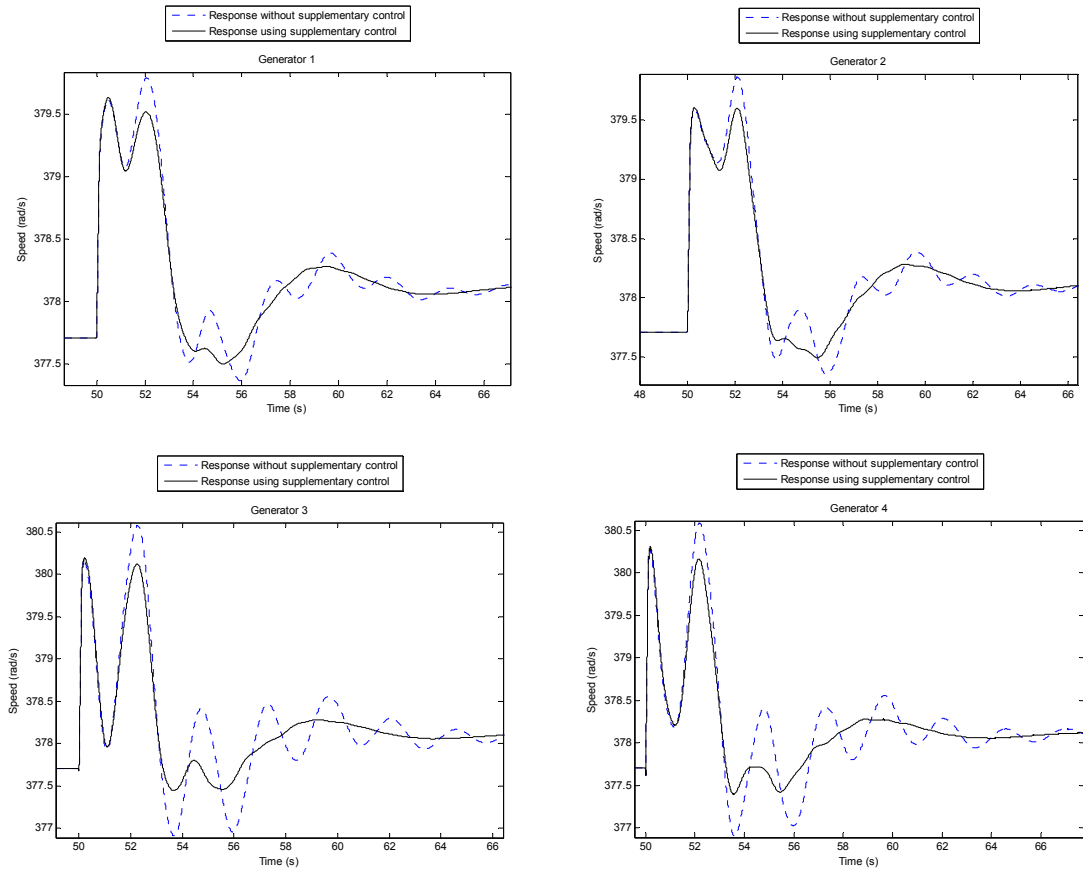 Response without supplementary control
Response using supplementary control
Generator 1
379.5
379
378.5
378
377.5
Speed (rad/s)
50 52 54 56 58 60 62 64 66
Time (s)
Response without supplementary control
Response using supplementary control
Generator 2
379.5
379
378.5
378
377.5
Speed (rad/s)
48 50 52 54 56 58 60 62 64 66
Time (s)
Response without supplementary control
Response using supplementary control
Generator 3
380.5
380
379.5
379
378.5
378
377.5
377
Speed (rad/s)
50 52 54 56 58 60 62 64 66
Time (s)
Response without supplementary control
Response using supplementary control
Generator 4
380.5
380
379.5
379
378.5
378
377.5
377
Speed (rad/s)
50 52 54 56 58 60 62 64 66
Time (s)